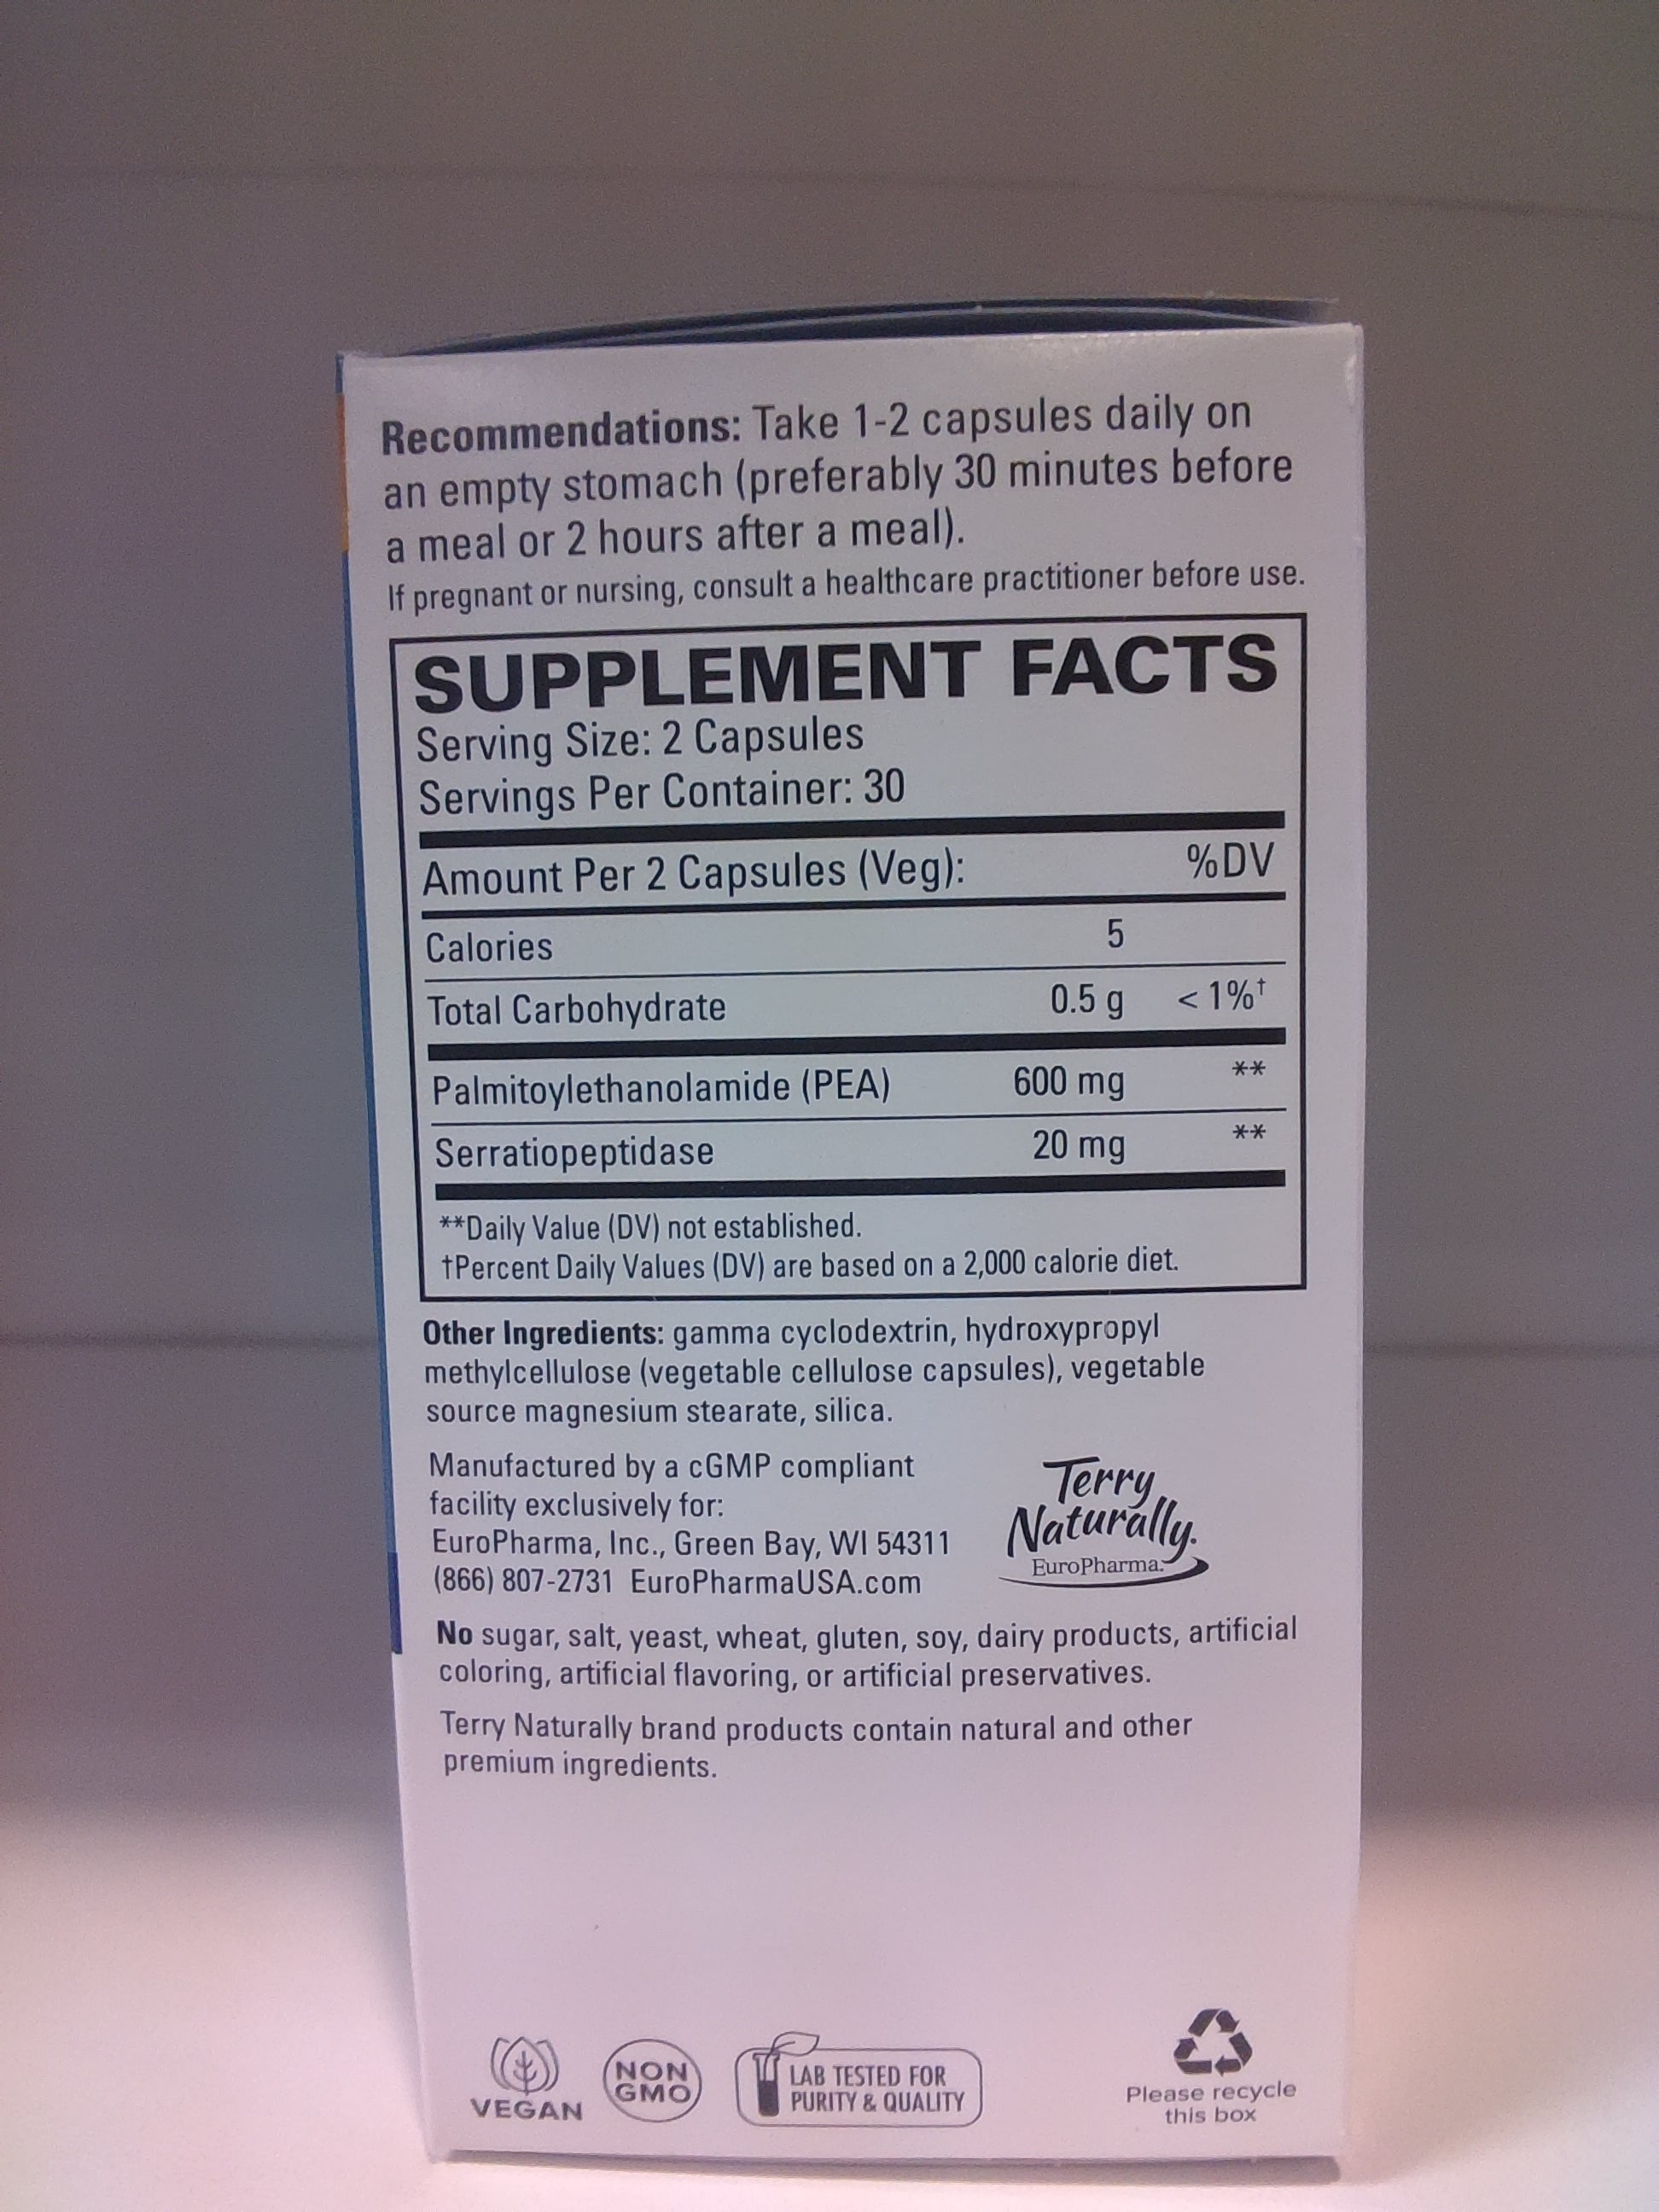 Recommendations: Take 1-2 capsules daily on
an empty stomach (preferably 30 minutes before
a meal or 2 hours after a meal).
If pregnant or nursing, consult a healthcare practitioner before use.
SUPPLEMENT FACTS
Serving Size: 2 Capsules
Servings Per Container: 30
Amount Per 2 Capsules (Veg): %DV
Calories 5
Total Carbohydrate 0.5 g < 1%†
Palmitoylethanolamide (PEA) 600 mg **
Serratiopeptidase 20 mg **
**Daily Value (DV) not established.
†Percent Daily Values (DV) are based on a 2,000 calorie diet.
Other Ingredients: gamma cyclodextrin, hydroxypropyl
methylcellulose (vegetable cellulose capsules), vegetable
source magnesium stearate, silica.
Manufactured by a cGMP compliant
facility exclusively for:
EuroPharma, Inc., Green Bay, WI 54311
(866) 807-2731 EuroPharmaUSA.com
Terry
Naturally.
EuroPharma.
No sugar, salt, yeast, wheat, gluten, soy, dairy products, artificial
coloring, artificial flavoring, or artificial preservatives.
Terry Naturally brand products contain natural and other
premium ingredients.
VEGAN
NON
GMO
LAB TESTED FOR
PURITY & QUALITY
Please recycle
this box